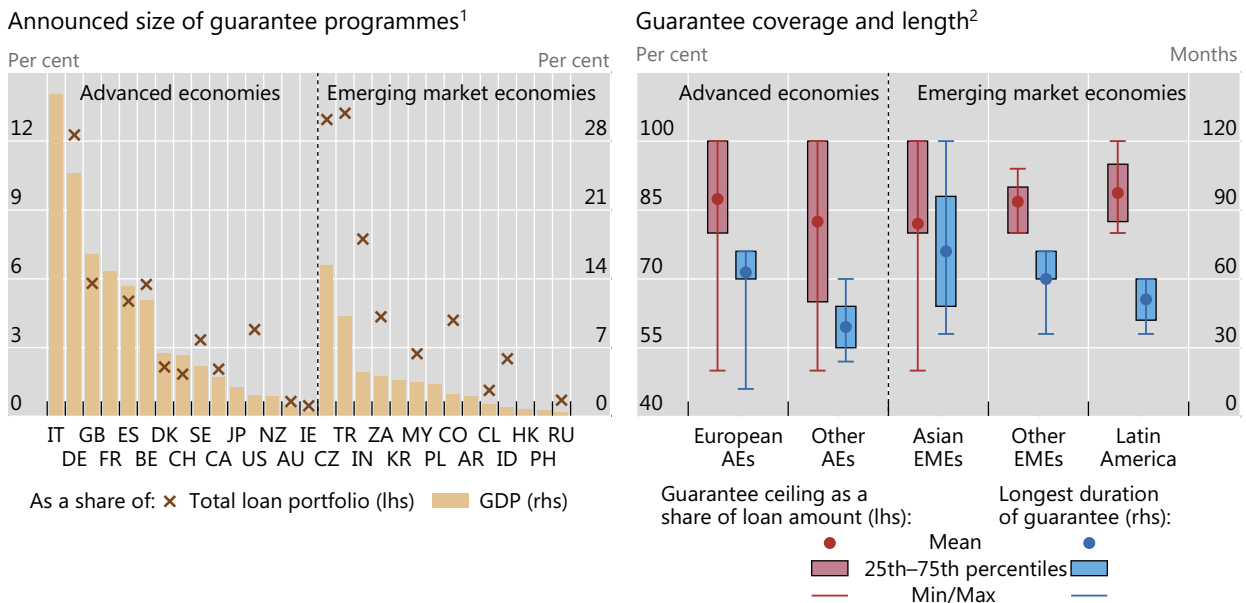 Announced size of guarantee programmes1
Per cent
Per cent
Advanced economies
Emerging market economies
12
9
6
3
0
28
21
14
7
0
IT GB ES DK SE JP NZ IE TR ZA MY CO CL HK RU
DE FR BE CH CA US AU CZ IN KR PL AR ID PH
As a share of: × Total loan portfolio (lhs) GDP (rhs)
Guarantee coverage and length2
Per cent
Months
Advanced economies
Emerging market economies
100
85
70
55
40
120
90
60
30
0
European AEs
Other AEs
Asian EMEs
Other EMEs
Latin America
Guarantee ceiling as a
share of loan amount (lhs):
Longest duration
of guarantee (rhs):
Mean
25th–75th percentiles
Min/Max